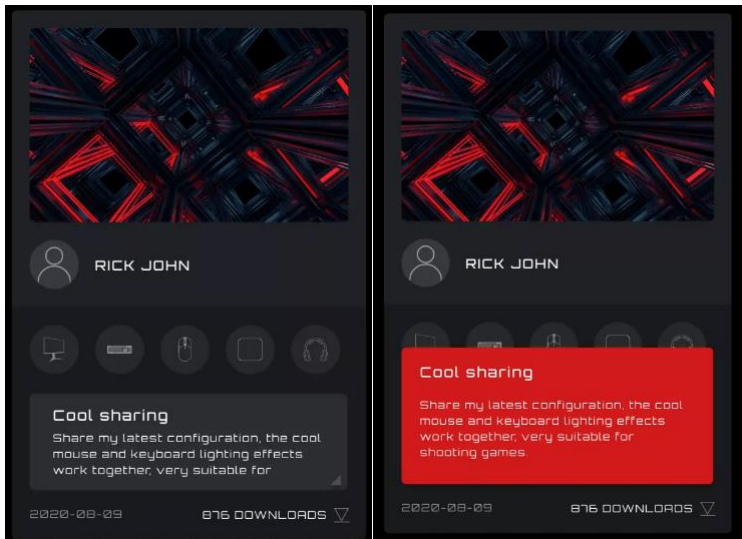 RICK JOHN
Cool sharing
Share my latest configuration, the cool
mouse and keyboard lighting effects
work together, very suitable for
2020-08-09
876 DOWNLOADS
RICK JOHN
Cool sharing
Share my latest configuration, the cool
mouse and keyboard lighting effects
work together, very suitable for
shooting games.
2020-08-09
876 DOWNLOADS